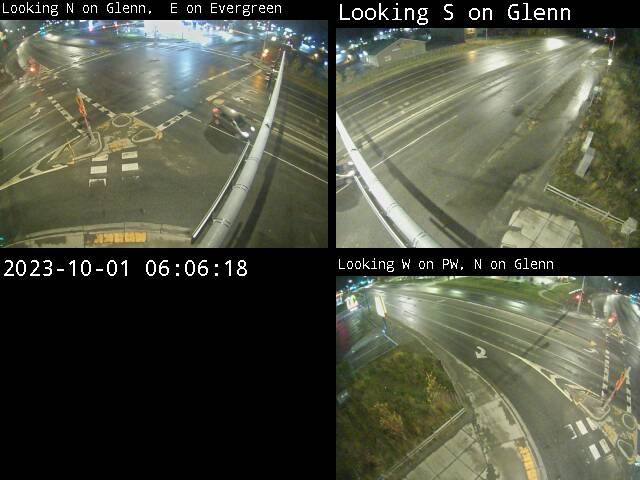 Looking N on Glenn,  E on Evergreen
Looking S on Glenn
2023-10-01 06:06:18
Looking W on PW, N on Glenn